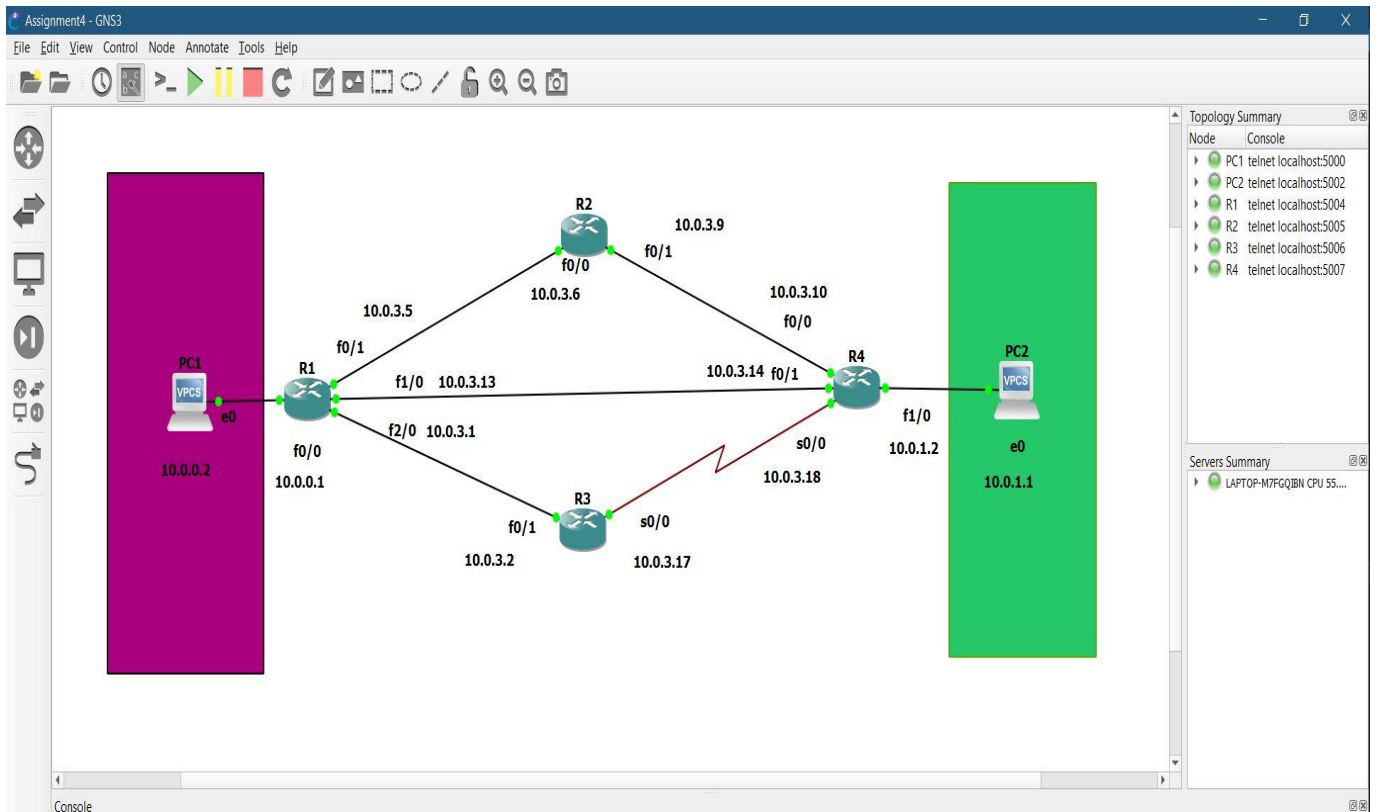 Assignment4 - GNS3
File Edit View Control Node Annotate Tools Help
Topology Summary
Node Console
PC1 telnet localhost:5000
PC2 telnet localhost:5002
R1 telnet localhost:5004
R2 telnet localhost:5005
R3 telnet localhost:5006
R4 telnet localhost:5007
Servers Summary
LAPTOP-M7FGQIBN CPU 55....
R2
10.0.3.9
f0/1
f0/0
10.0.3.6
10.0.3.10
f0/0
10.0.3.5
f0/1
PC1
VPCS
e0
10.0.0.2
R1
f1/0 10.0.3.13
10.0.3.14 f0/1
R4
PC2
VPCS
f2/0 10.0.3.1
f0/0
10.0.0.1
f1/0
10.0.1.2
e0
10.0.1.1
s0/0
10.0.3.18
R3
f0/1
10.0.3.2
s0/0
10.0.3.17
Console